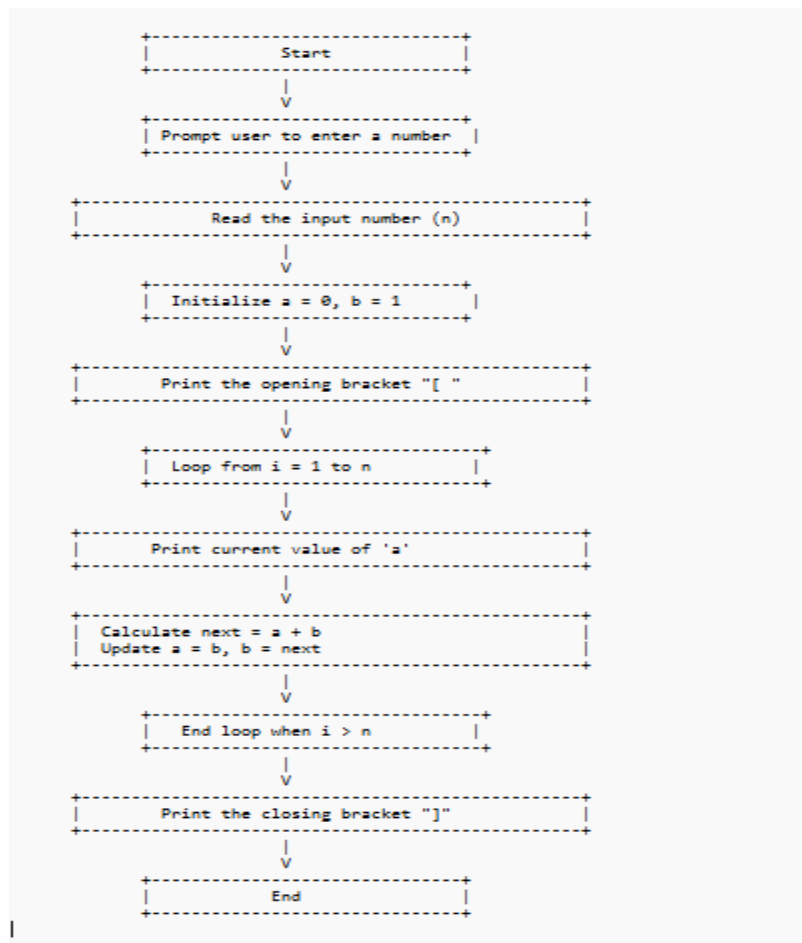 Start
Prompt user to enter a number
Read the input number (n)
Initialize a = 0, b = 1
Print the opening bracket "[ "
Loop from i = 1 to n
Print current value of 'a'
Calculate next = a + b
Update a = b, b = next
End loop when i > n
Print the closing bracket "]"
End